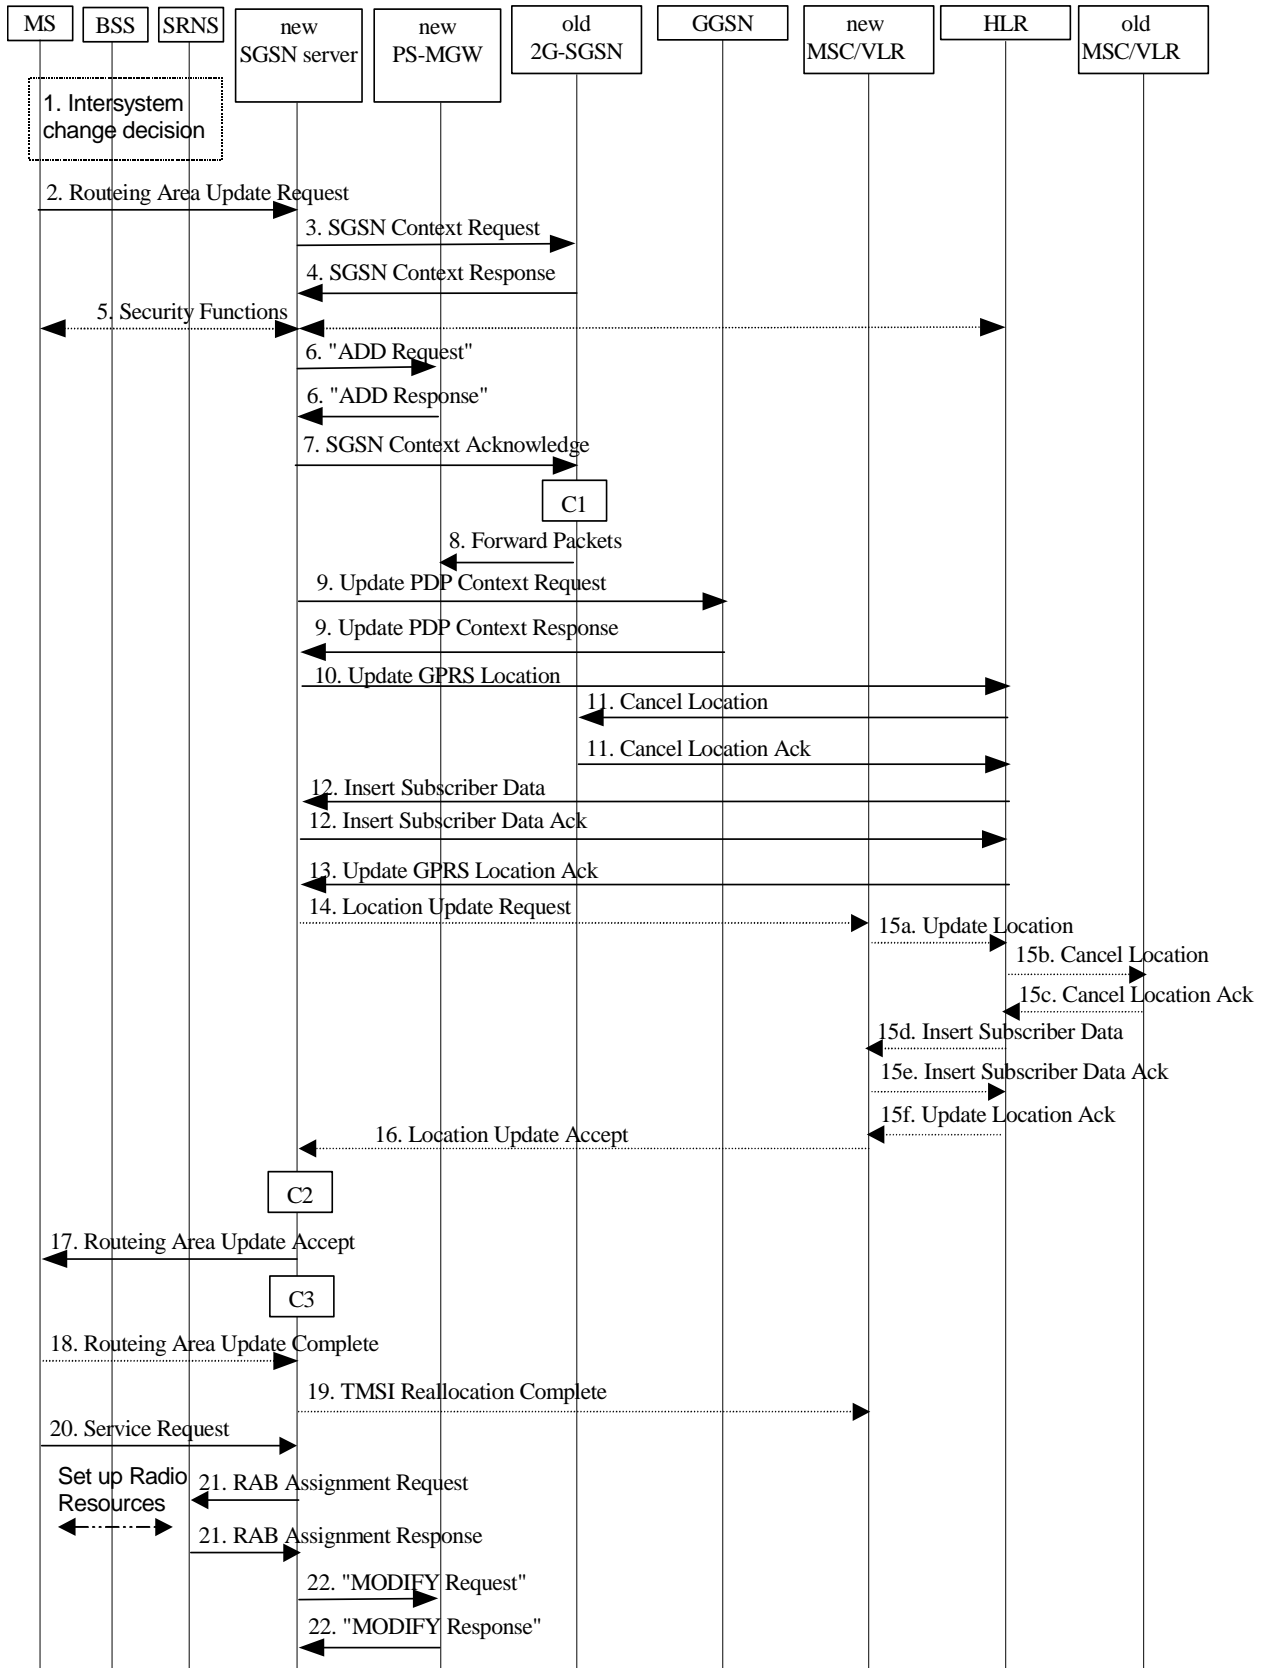 MS
BSS
SRNS
new
SGSN server
new
PS-MGW
old
2G-SGSN
GGSN
new
MSC/VLR
HLR
old
MSC/VLR
1. Intersystem
change decision
2. Routeing Area Update Request
3. SGSN Context Request
4. SGSN Context Response
5. Security Functions
6. "ADD Request"
6. "ADD Response"
7. SGSN Context Acknowledge
C1
8. Forward Packets
9. Update PDP Context Request
9. Update PDP Context Response
10. Update GPRS Location
11. Cancel Location
11. Cancel Location Ack
12. Insert Subscriber Data
12. Insert Subscriber Data Ack
13. Update GPRS Location Ack
14. Location Update Request
15a. Update Location
15b. Cancel Location
15c. Cancel Location Ack
15d. Insert Subscriber Data
15e. Insert Subscriber Data Ack
15f. Update Location Ack
16. Location Update Accept
C2
17. Routeing Area Update Accept
C3
18. Routeing Area Update Complete
19. TMSI Reallocation Complete
20. Service Request
Set up Radio
Resources
21. RAB Assignment Request
21. RAB Assignment Response
22. "MODIFY Request"
22. "MODIFY Response"